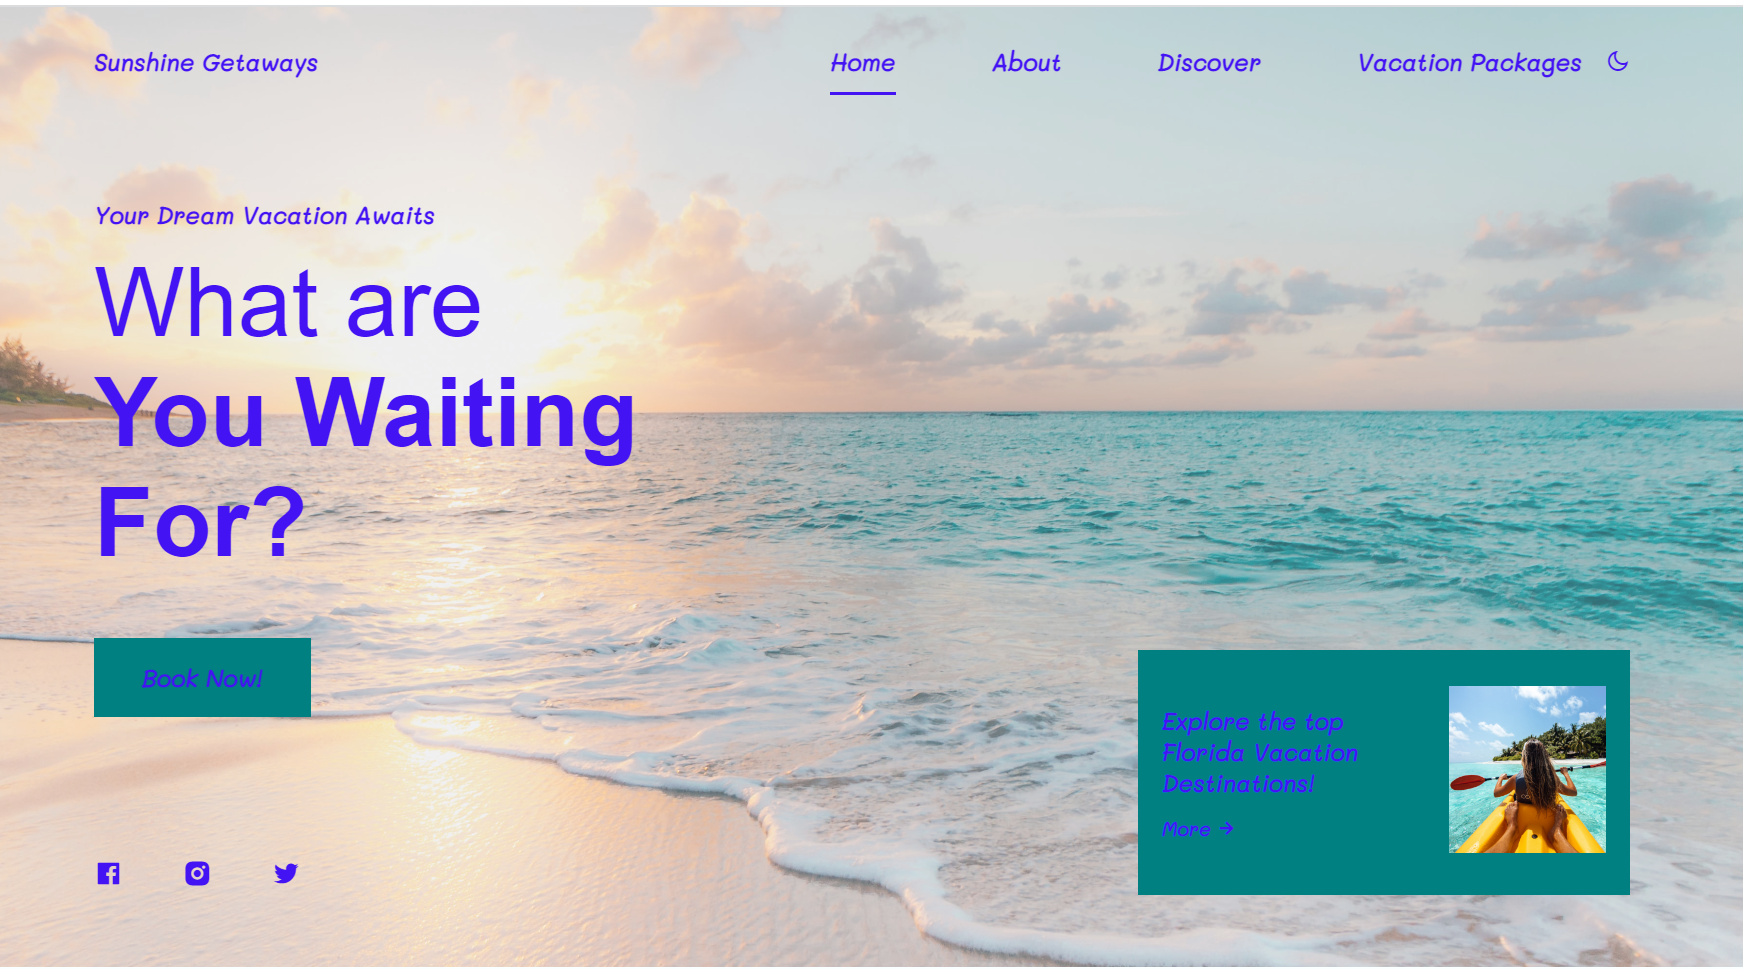 Sunshine Getaways
Home
About
Discover
Vacation Packages
Your Dream Vacation Awaits
What are
You Waiting
For?
Book Now!
Explore the top
Florida Vacation
Destinations!
More →